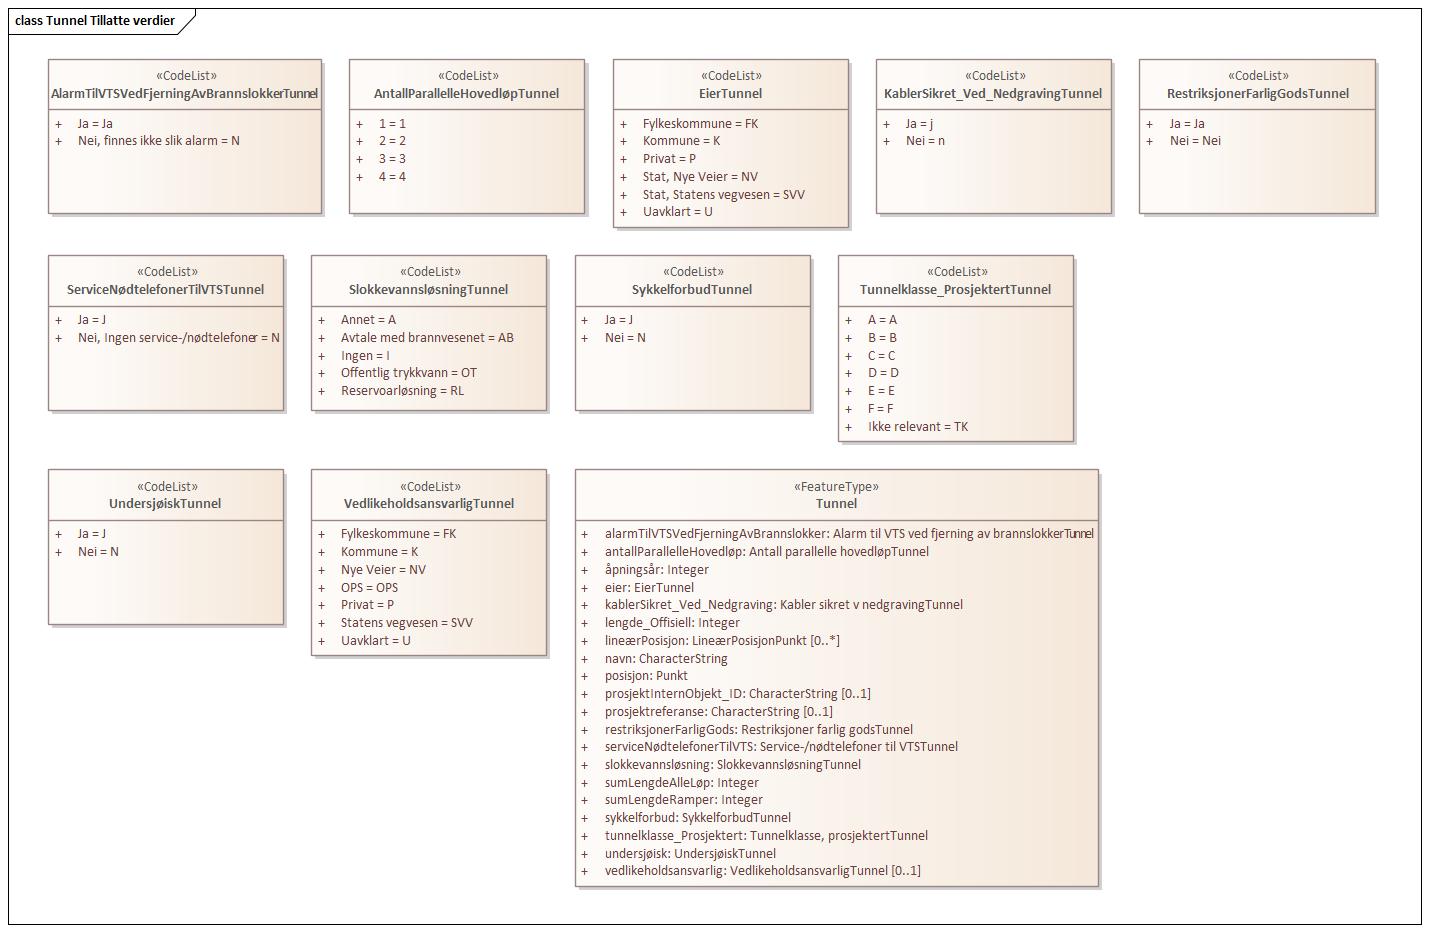 class Tunnel Tillatte verdier
«CodeList»
AlarmTilVTSVedFjerningAvBrannslokkerTunnel
+ Ja = Ja
+ Nei, finnes ikke slik alarm = N
«CodeList»
AntallParallelleHovedløpTunnel
+ 1 = 1
+ 2 = 2
+ 3 = 3
+ 4 = 4
«CodeList»
EierTunnel
+ Fylkeskommune = FK
+ Kommune = K
+ Privat = P
+ Stat, Nye Veier = NV
+ Stat, Statens vegvesen = SVV
+ Uavklart = U
«CodeList»
KablerSikret_Ved_NedgravingTunnel
+ Ja = j
+ Nei = n
«CodeList»
RestriksjonerFarligGodsTunnel
+ Ja = Ja
+ Nei = Nei
«CodeList»
ServiceNødtelefonerTilVTSTunnel
+ Ja = J
+ Nei, Ingen service-/nødtelefoner = N
«CodeList»
SlokkevannsløsningTunnel
+ Annet = A
+ Avtale med brannvesenet = AB
+ Ingen = I
+ Offentlig trykkvann = OT
+ Reservoarløsning = RL
«CodeList»
SykkelforbudTunnel
+ Ja = J
+ Nei = N
«CodeList»
Tunnelklasse_ProsjektertTunnel
+ A = A
+ B = B
+ C = C
+ D = D
+ E = E
+ F = F
+ Ikke relevant = TK
«CodeList»
UndersjøiskTunnel
+ Ja = J
+ Nei = N
«CodeList»
VedlikeholdsansvarligTunnel
+ Fylkeskommune = FK
+ Kommune = K
+ Nye Veier = NV
+ OPS = OPS
+ Privat = P
+ Statens vegvesen = SVV
+ Uavklart = U
«FeatureType»
Tunnel
+ alarmTilVTSVedFjerningAvBrannslokker: Alarm til VTS ved fjerning av brannslokkerTunnel
+ antallParallelleHovedløp: Antall parallelle hovedløpTunnel
+ åpningsår: Integer
+ eier: EierTunnel
+ kablerSikret_Ved_Nedgraving: Kabler sikret v nedgravingTunnel
+ lengde_Offisiell: Integer
+ lineærPosisjon: LineærPosisjonPunkt [0..*]
+ navn: CharacterString
+ posisjon: Punkt
+ prosjektInternObjekt_ID: CharacterString [0..1]
+ prosjektreferanse: CharacterString [0..1]
+ restriksjonerFarligGods: Restriksjoner farlig godsTunnel
+ serviceNødtelefonerTilVTS: Service-/nødtelefoner til VTSTunnel
+ slokkevannsløsning: SlokkevannsløsningTunnel
+ sumLengdeAlleLøp: Integer
+ sumLengdeRamper: Integer
+ sykkelforbud: SykkelforbudTunnel
+ tunnelklasse_Prosjektert: Tunnelklasse, prosjektertTunnel
+ undersjøisk: UndersjøiskTunnel
+ vedlikeholdsansvarlig: VedlikeholdsansvarligTunnel [0..1]